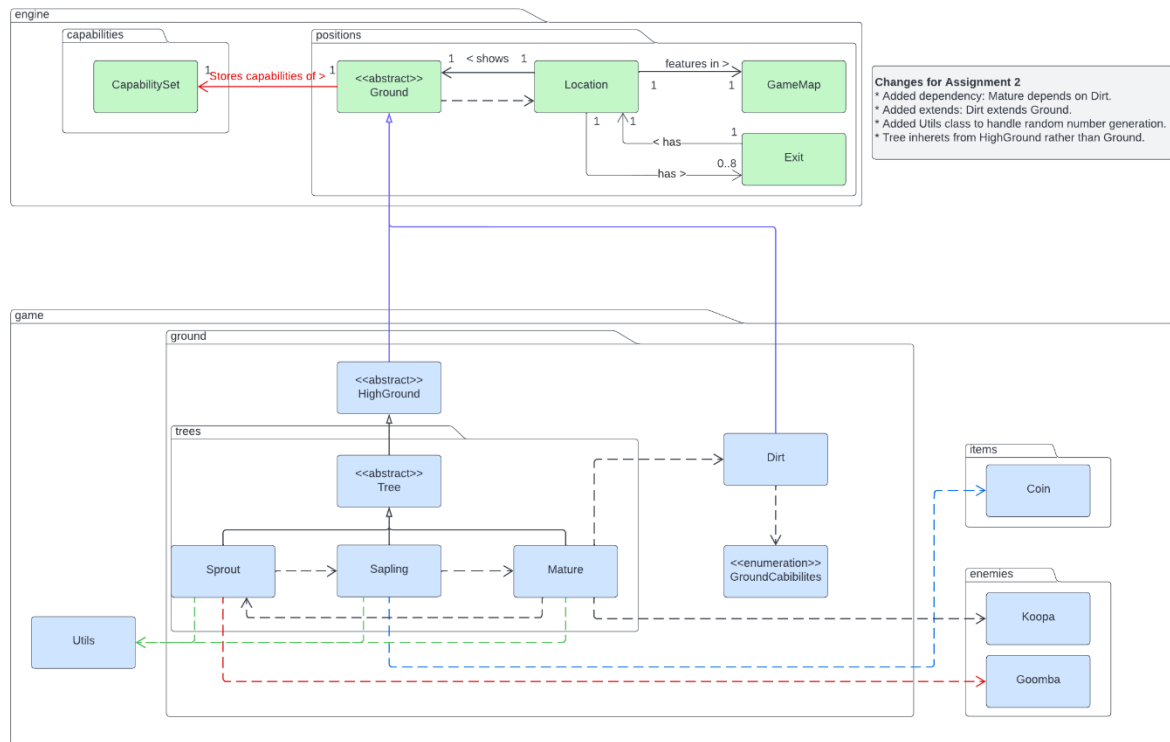 engine
capabilities
positions
CapabilitySet
1
Stores capabilities of >
1
<<abstract>>
Ground
1
< shows
1
Location
features in >
1
1
GameMap
1
1
< has
1
has >
0..8
Exit
Changes for Assignment 2
* Added dependency: Mature depends on Dirt.
* Added extends: Dirt extends Ground.
* Added Utils class to handle random number generation.
* Tree inherets from HighGround rather than Ground.
game
ground
<<abstract>>
HighGround
trees
<<abstract>>
Tree
Dirt
items
Coin
Sprout
Sapling
Mature
<<enumeration>>
GroundCabibilites
enemies
Koopa
Utils
Goomba